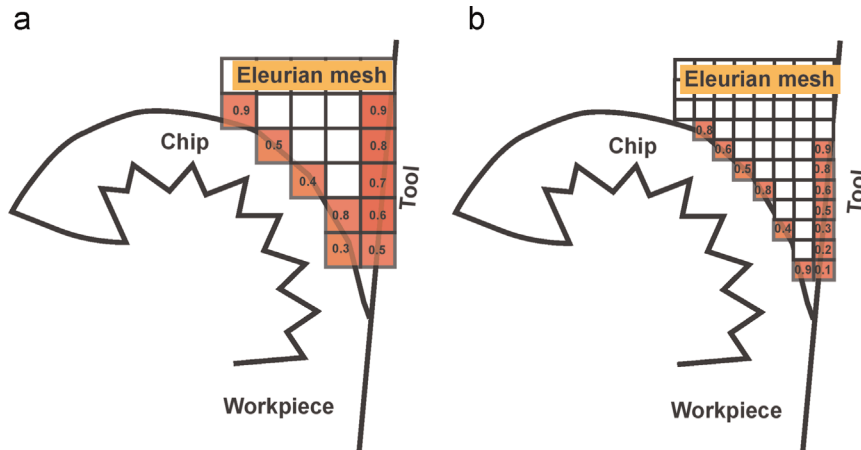 a
Eleurian mesh
0.9 0.9
Chip
0.5 0.8
0.4 0.7
Tool
0.8 0.6
0.3 0.5
Workpiece
b
Eleurian mesh
0.8
Chip
0.6 0.9
0.5 0.8
0.8 0.6
Tool
0.5
0.4 0.3
0.2
0.9 0.1
Workpiece